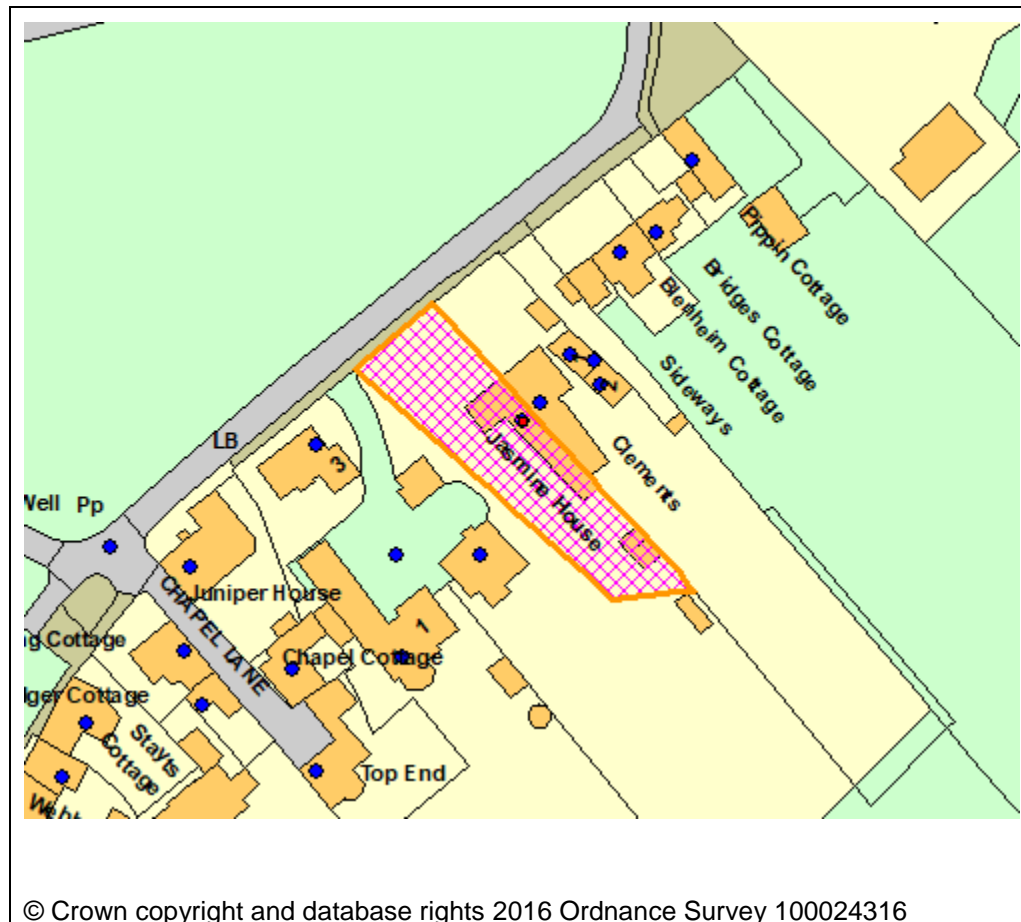 Pippin Cottage
Bridges Cottage
Blenheim Cottage
Sideways
2
Clements
Jasmine House
LB
3
Well Pp
Juniper House
CHAPEL LANE
1
Chapel Cottage
Cottage
Cottage
Stayts
Cottage
Top End
© Crown copyright and database rights 2016 Ordnance Survey 100024316